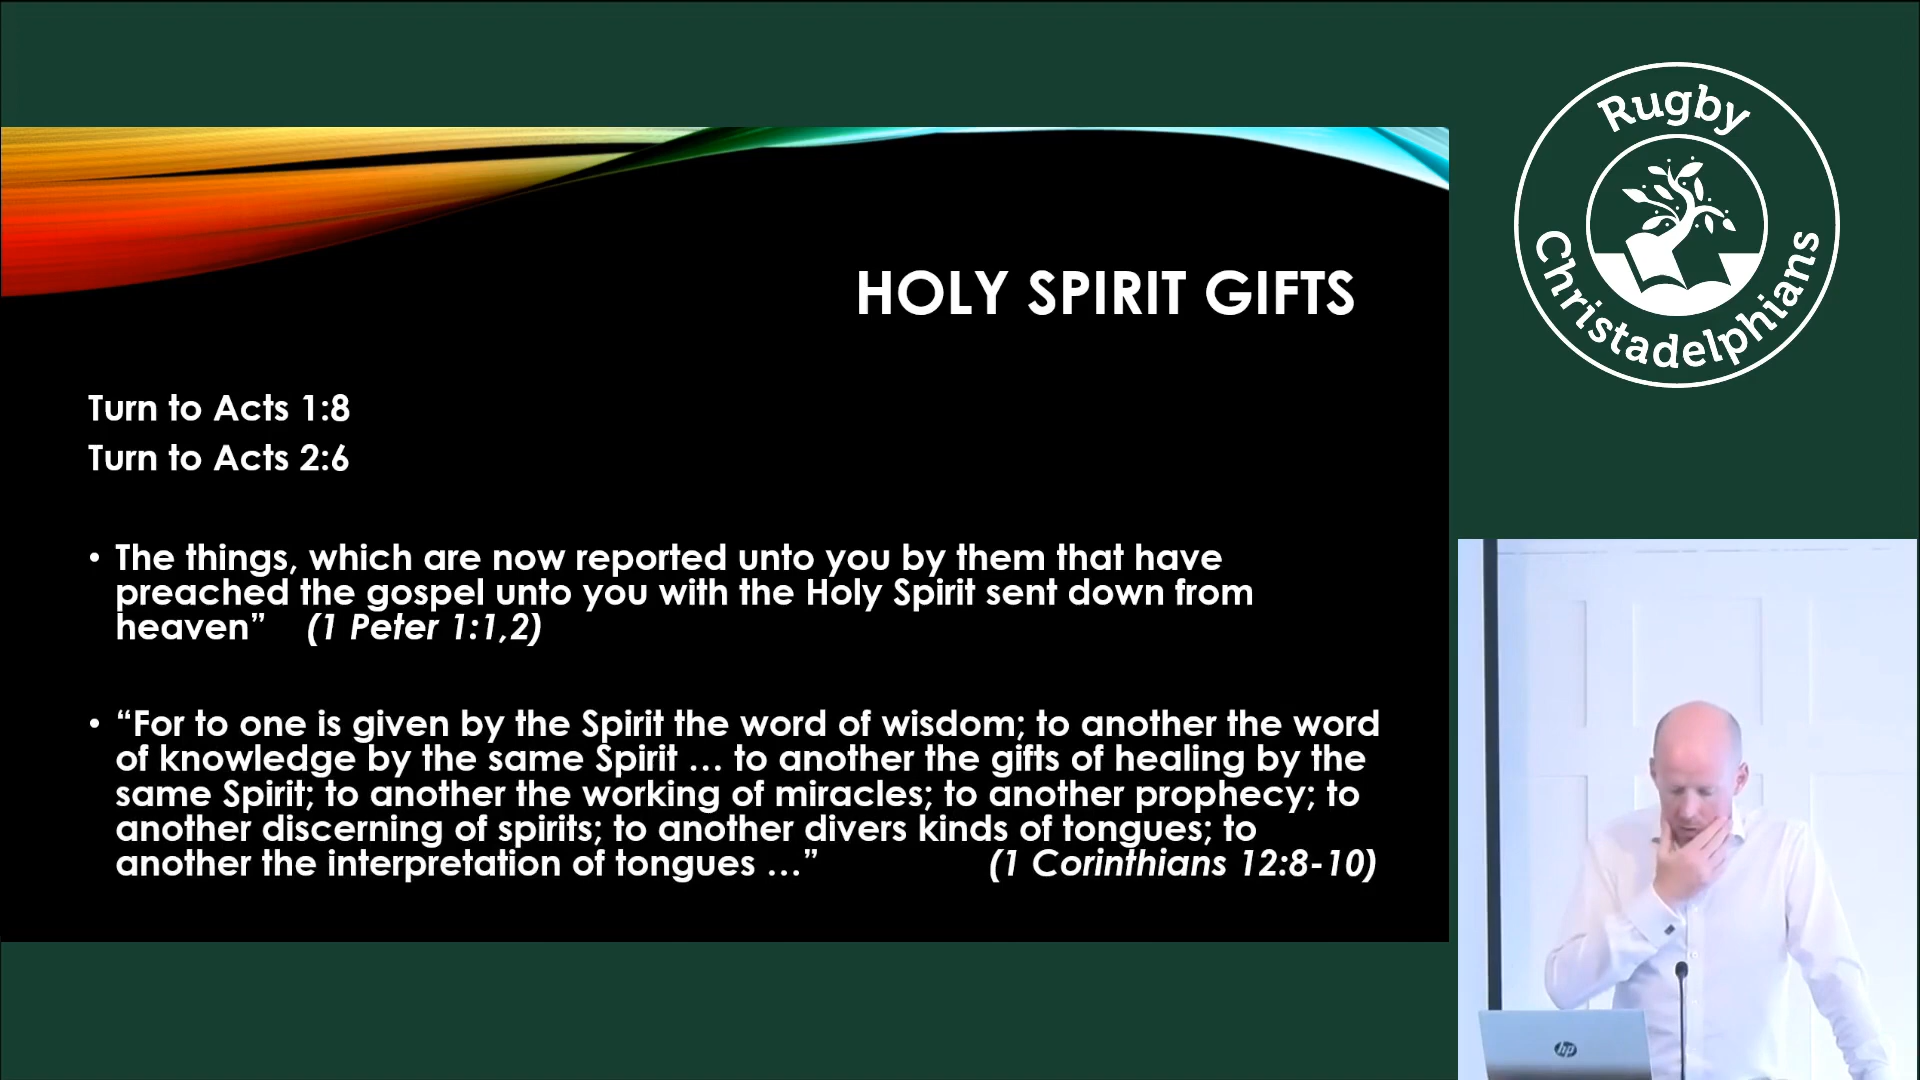 Rugby
Christadelphians
HOLY SPIRIT GIFTS
Turn to Acts 1:8
Turn to Acts 2:6
• The things, which are now reported unto you by them that have
preached the gospel unto you with the Holy Spirit sent down from
heaven” (1 Peter 1:1,2)
• “For to one is given by the Spirit the word of wisdom; to another the word
of knowledge by the same Spirit … to another the gifts of healing by the
same Spirit; to another the working of miracles; to another prophecy; to
another discerning of spirits; to another divers kinds of tongues; to
another the interpretation of tongues …” (1 Corinthians 12:8-10)
hp